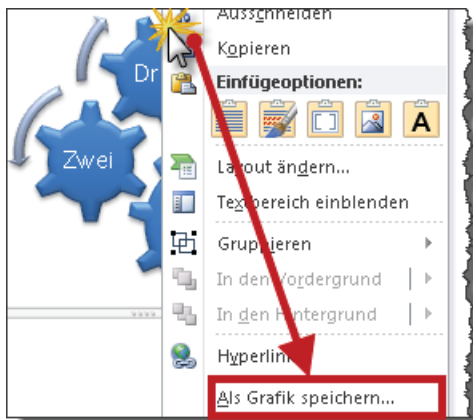 Ausschneiden
Kopieren
Dr
Einfügeoptionen:
A
Zwei
Layout ändern...
Textbereich einblenden
Gruppieren
In den Vordergrund
In den Hintergrund
Hyperlink
Als Grafik speichern...